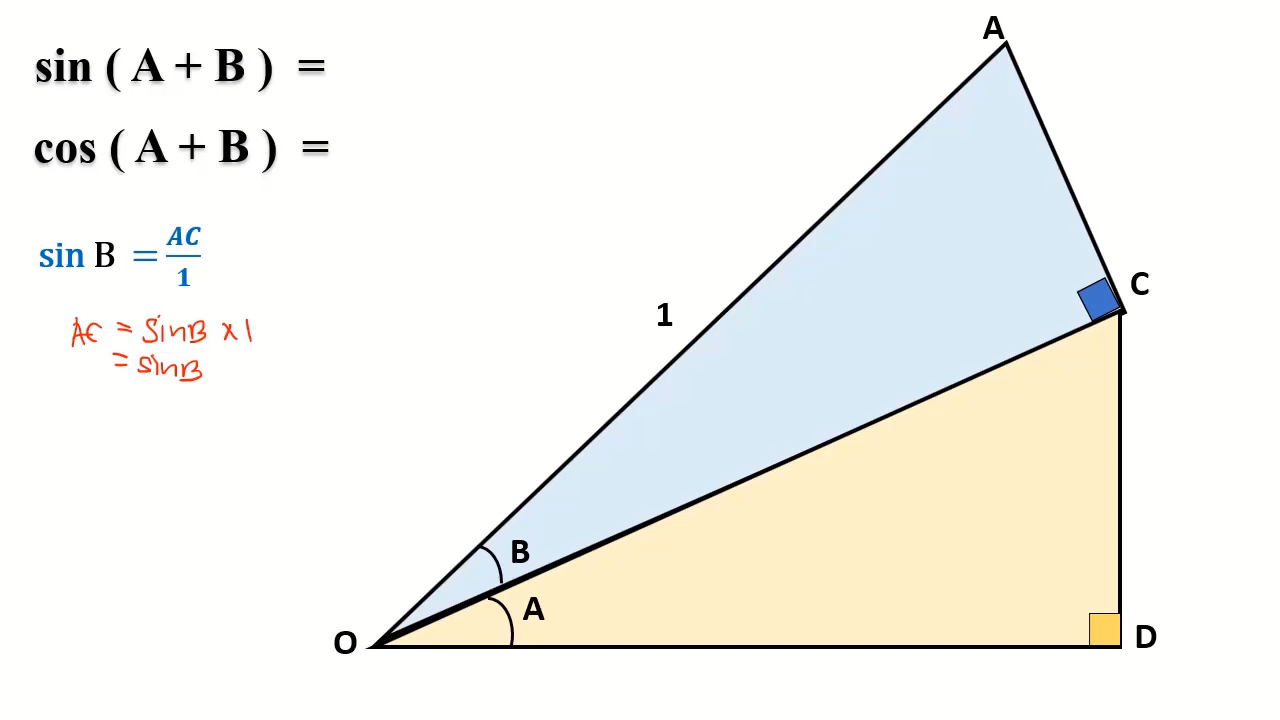 sin ( A + B ) =
cos ( A + B ) =
sin B = AC/1
AC = sinB × 1
= sinB
A
C
1
B
A
O
D